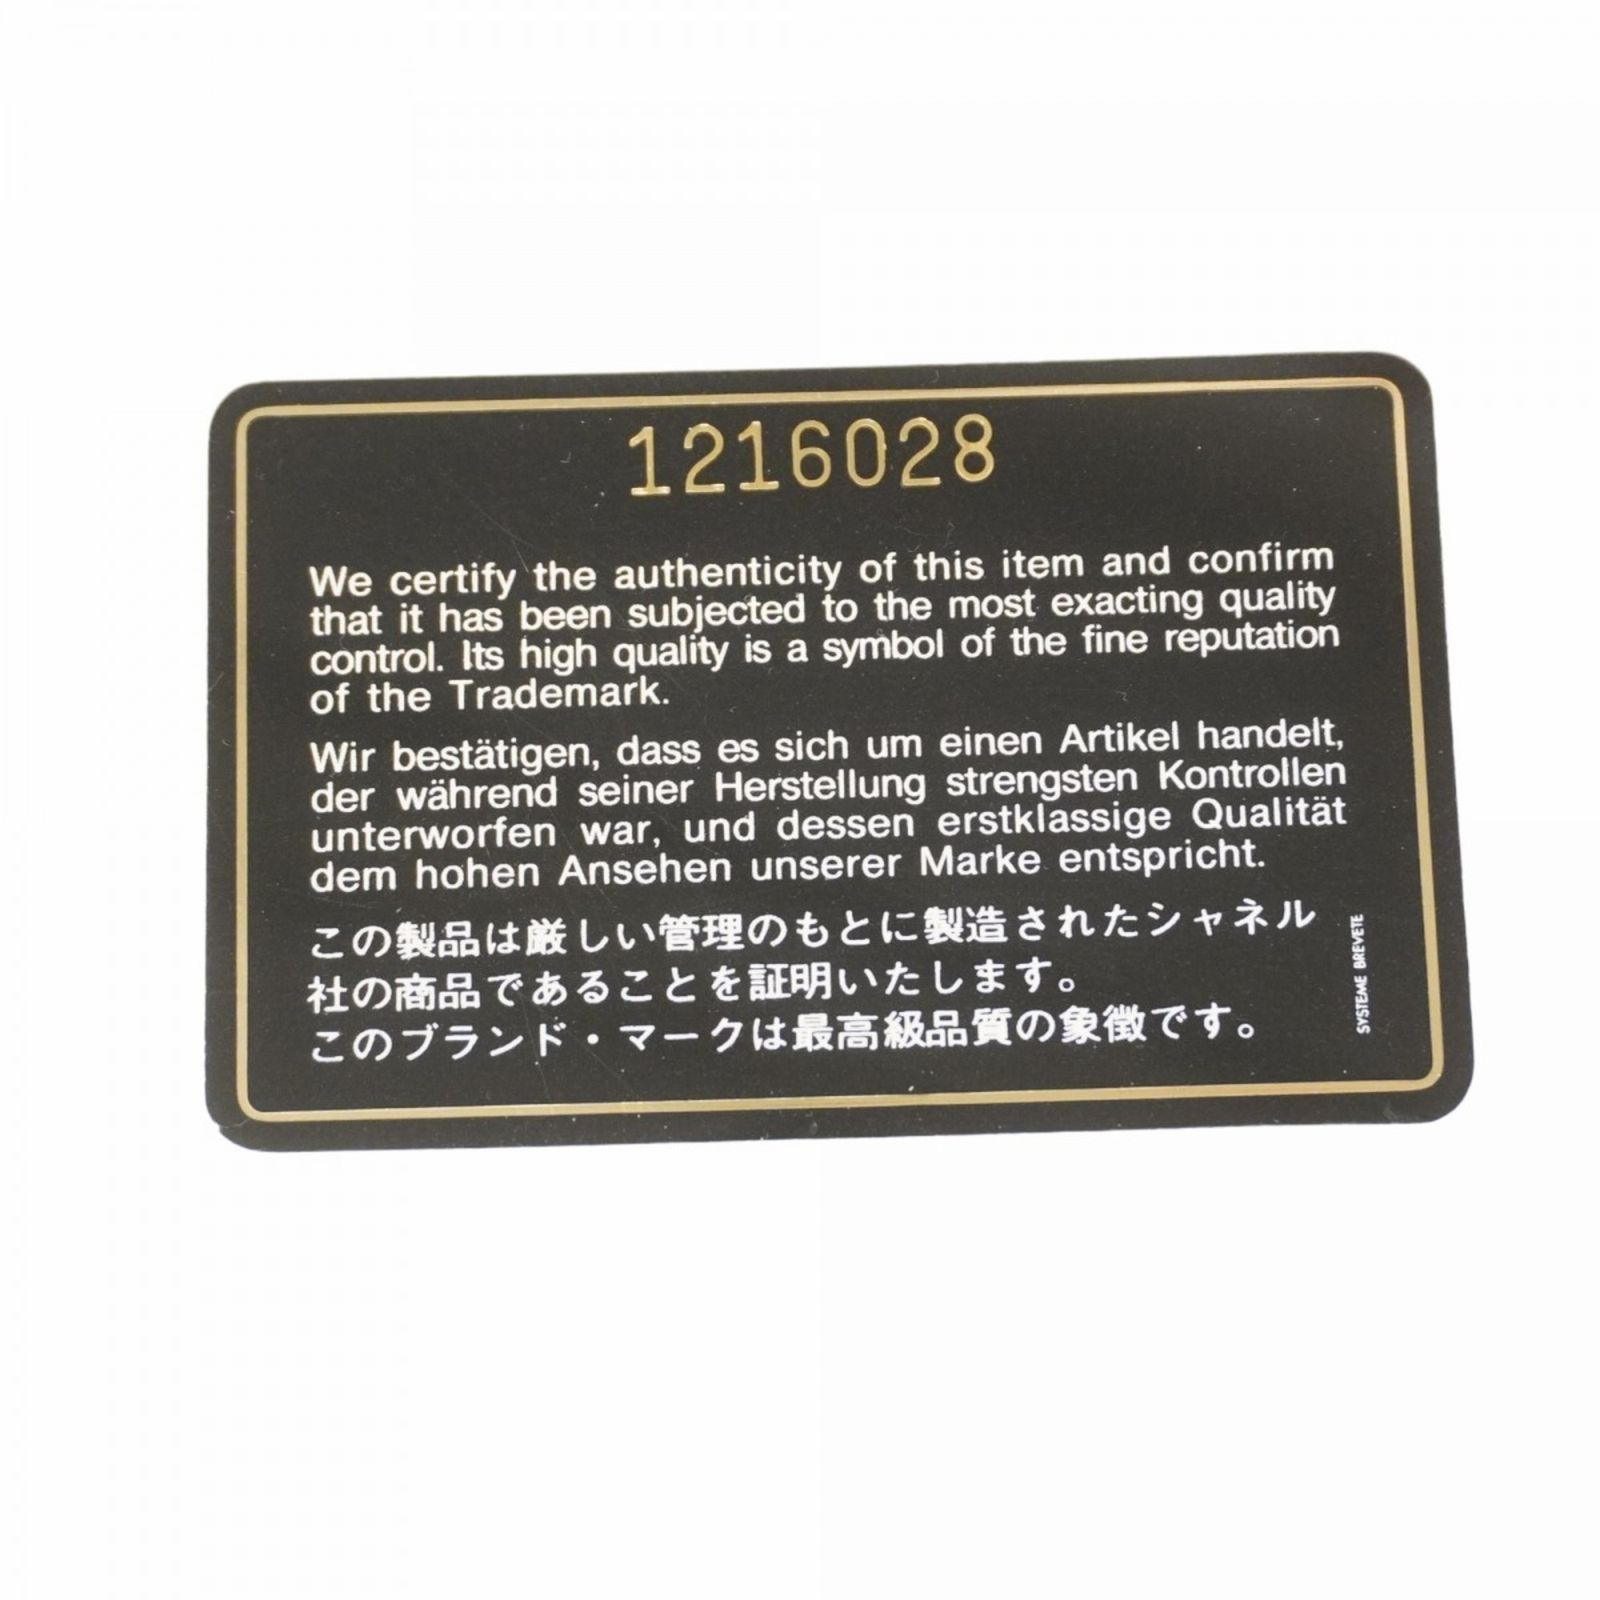 1216028
We certify the authenticity of this item and confirm
that it has been subjected to the most exacting quality
control. Its high quality is a symbol of the fine reputation
of the Trademark.
Wir bestätigen, dass es sich um einen Artikel handelt,
der während seiner Herstellung strengsten Kontrollen
unterworfen war, und dessen erstklassige Qualität
dem hohen Ansehen unserer Marke entspricht.
この製品は厳しい管理のもとに製造されたシャネル
社の商品であることを証明いたします。
このブランド・マークは最高級品質の象徴です。
SYSTEME BREVETE